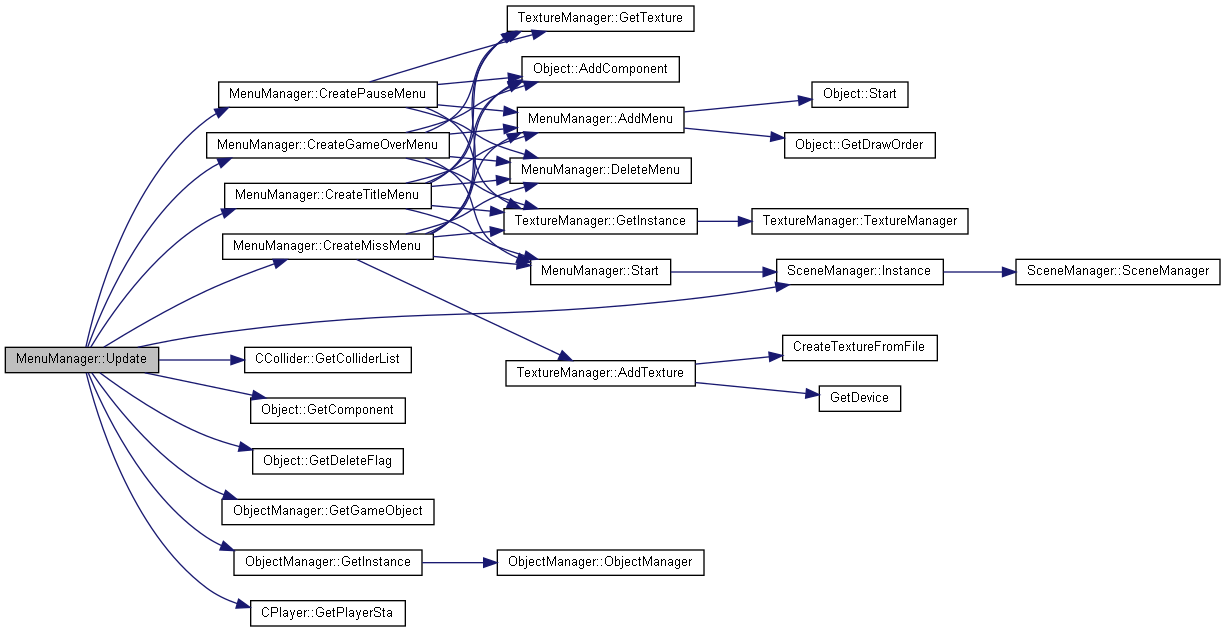 TextureManager::GetTexture
Object::AddComponent
MenuManager::CreatePauseMenu
Object::Start
MenuManager::AddMenu
MenuManager::CreateGameOverMenu
Object::GetDrawOrder
MenuManager::DeleteMenu
MenuManager::CreateTitleMenu
TextureManager::GetInstance
TextureManager::TextureManager
MenuManager::CreateMissMenu
MenuManager::Start
SceneManager::Instance
SceneManager::SceneManager
MenuManager::Update
CCollider::GetColliderList
CreateTextureFromFile
TextureManager::AddTexture
GetDevice
Object::GetComponent
Object::GetDeleteFlag
ObjectManager::GetGameObject
ObjectManager::GetInstance
ObjectManager::ObjectManager
CPlayer::GetPlayerSta